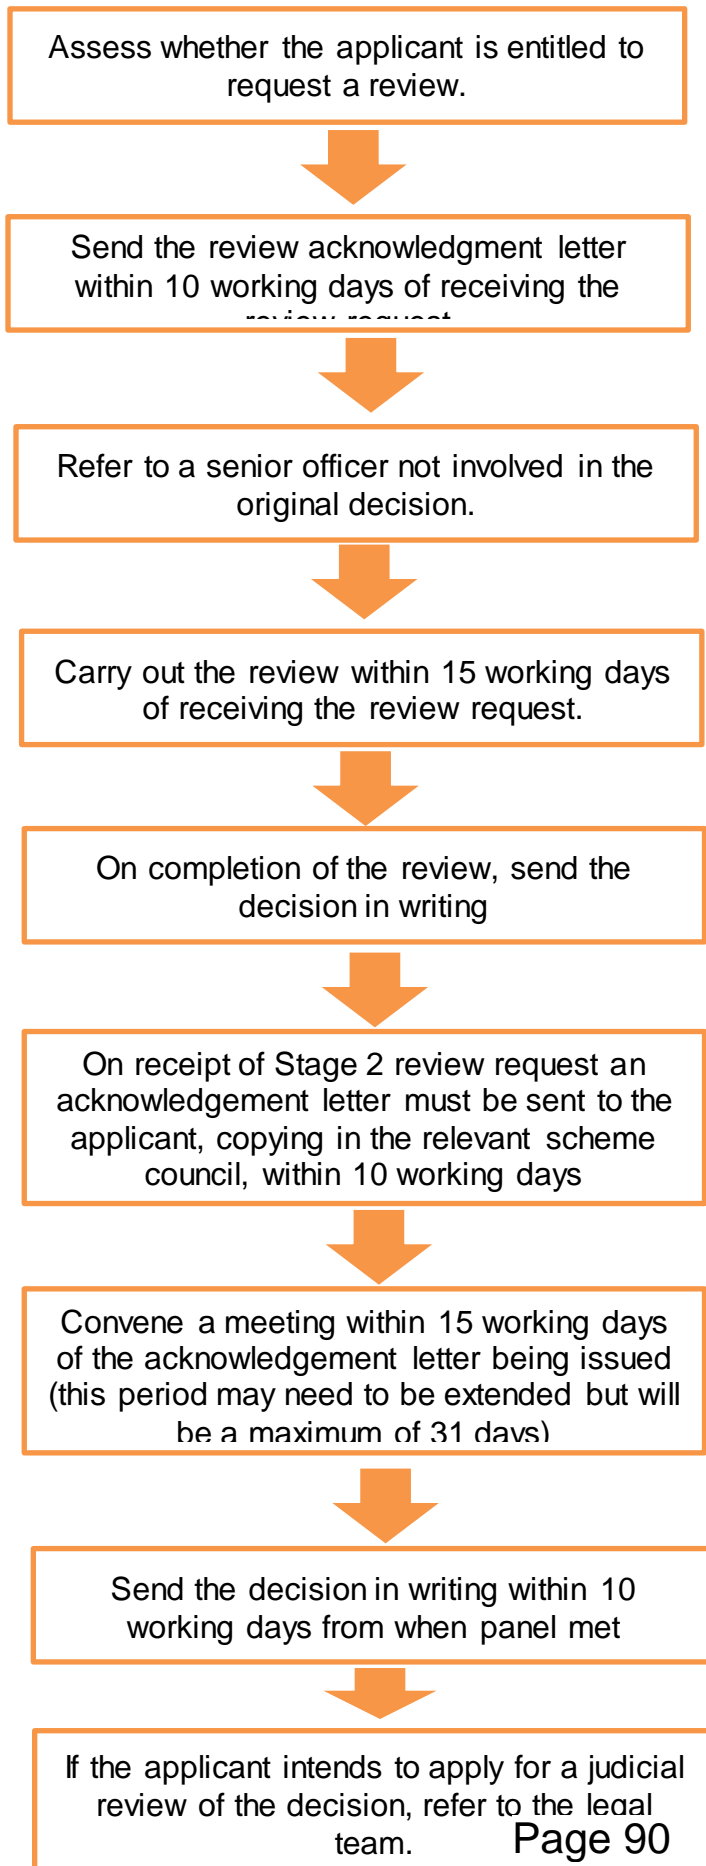 Assess whether the applicant is entitled to
request a review.
Send the review acknowledgment letter
within 10 working days of receiving the
review request
Refer to a senior officer not involved in the
original decision.
Carry out the review within 15 working days
of receiving the review request.
On completion of the review, send the
decision in writing
On receipt of Stage 2 review request an
acknowledgement letter must be sent to the
applicant, copying in the relevant scheme
council, within 10 working days
Convene a meeting within 15 working days
of the acknowledgement letter being issued
(this period may need to be extended but will
be a maximum of 31 days)
Send the decision in writing within 10
working days from when panel met
If the applicant intends to apply for a judicial
review of the decision, refer to the legal
team.
Page 90